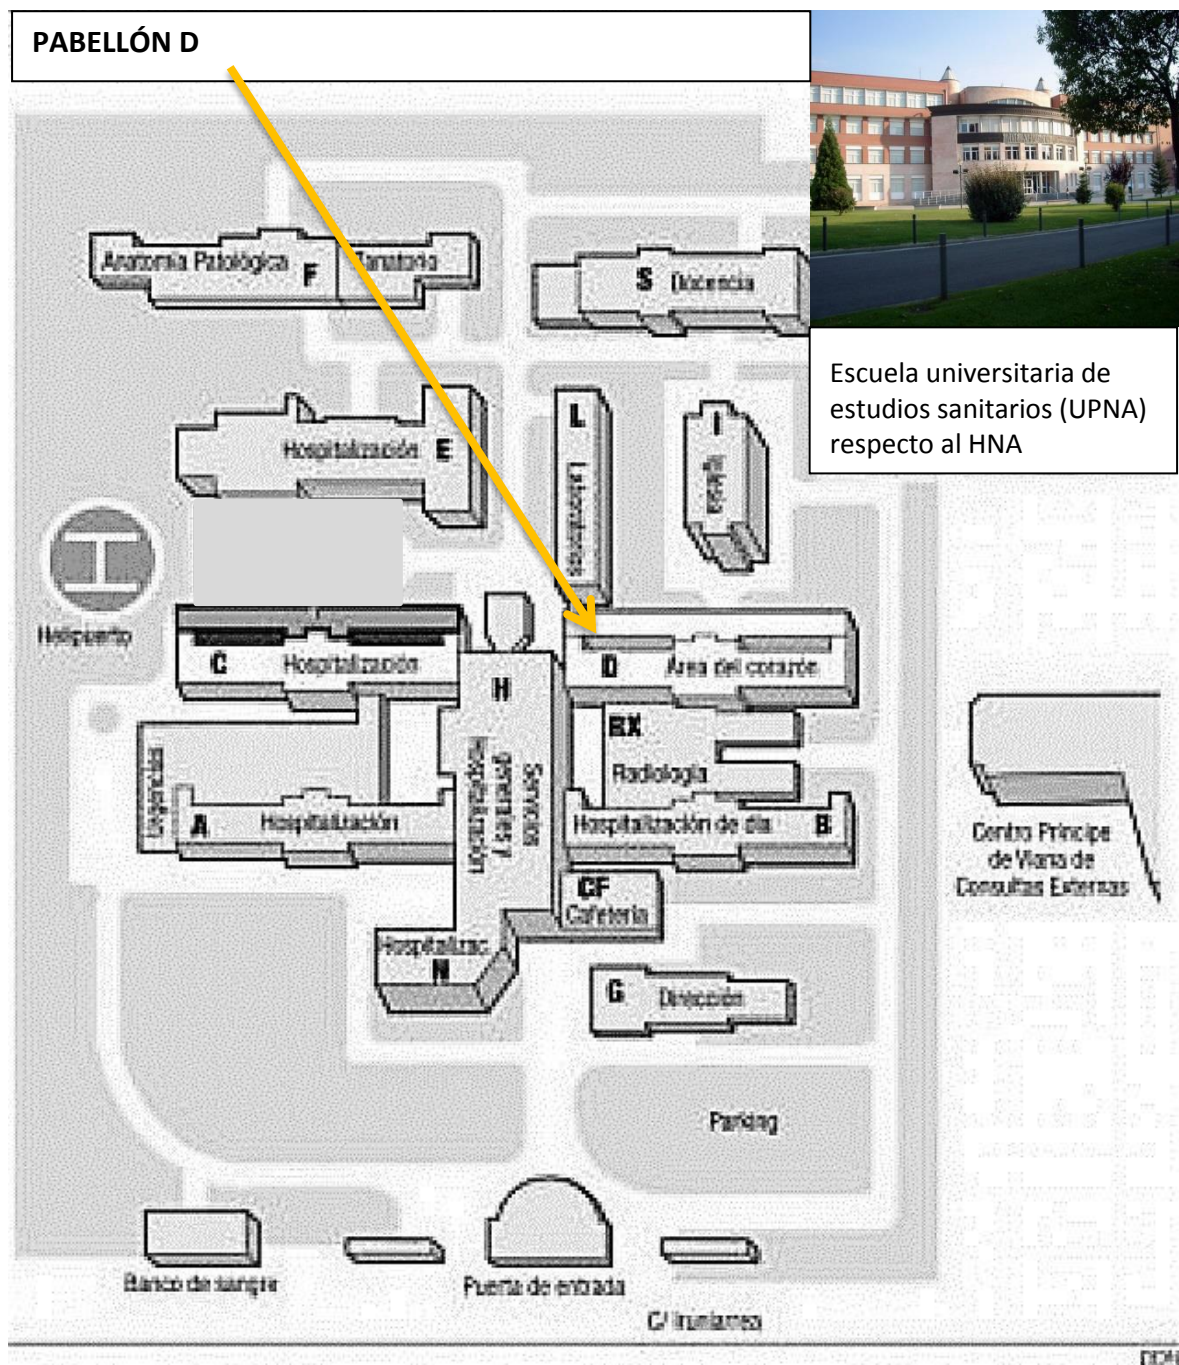 PABELLÓN D
Escuela universitaria de
estudios sanitarios (UPNA)
respecto al HNA
Anatomía Patológica
F
Tanatorio
S
Docencia
Hospitalización E
L
Laboratorios
I
Iglesia
Helipuerto
C
Hospitalización
H
Servicios
generales y
Hospitalización
D
Área del corazón
RX
Radiología
Urgencias
A
Hospitalización
Hospitalización de día
B
CF
Cafetería
Hospitalizac.
N
G
Dirección
Centro Príncipe
de Viana de
Consultas Externas
Parking
Banco de sangre
Puerta de entrada
C/ Irunlarrea